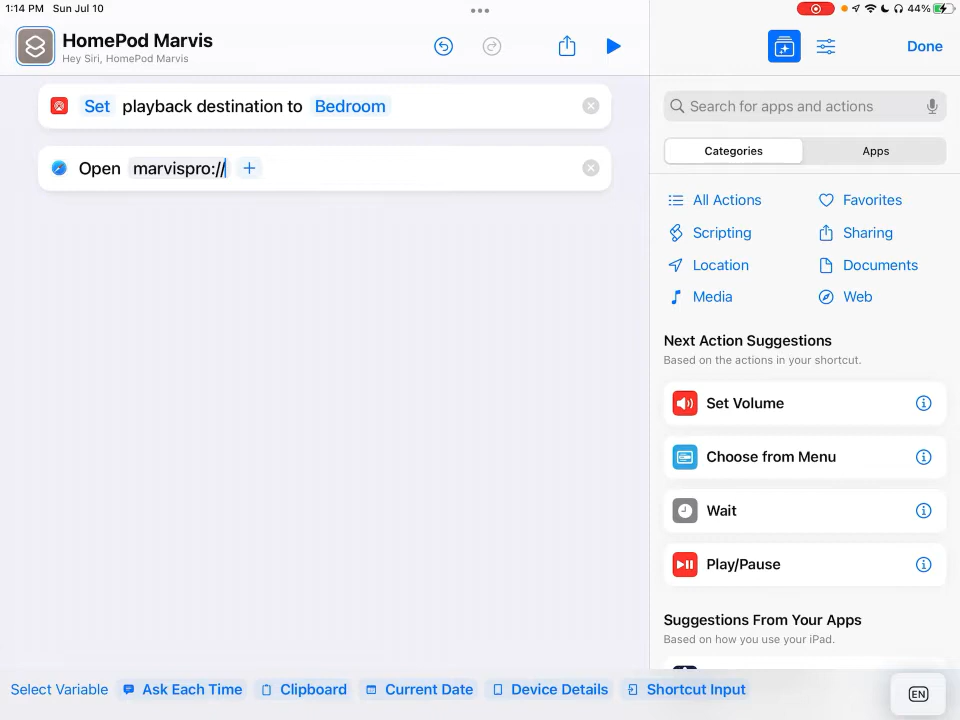 1:14 PM Sun Jul 10
44%
HomePod Marvis
Hey Siri, HomePod Marvis
Done
Set playback destination to Bedroom
Open marvispro://
Search for apps and actions
Categories
Apps
All Actions
Favorites
Scripting
Sharing
Location
Documents
Media
Web
Next Action Suggestions
Based on the actions in your shortcut.
Set Volume
Choose from Menu
Wait
Play/Pause
Suggestions From Your Apps
Based on how you use your iPad.
Select Variable
Ask Each Time
Clipboard
Current Date
Device Details
Shortcut Input
EN